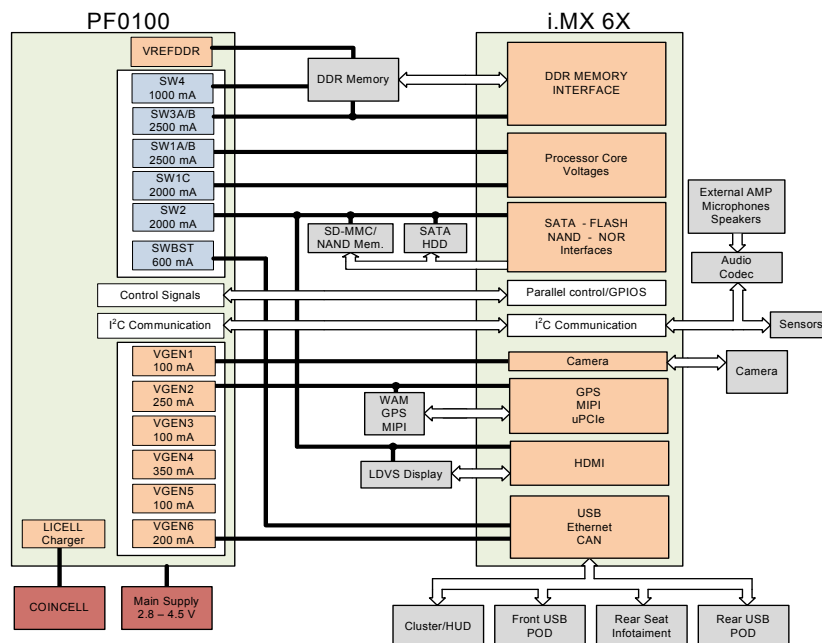 PF0100
i.MX 6X
VREFDDR
SW4
1000 mA
SW3A/B
2500 mA
SW1A/B
2500 mA
SW1C
2000 mA
SW2
2000 mA
SWBST
600 mA
Control Signals
I²C Communication
VGEN1
100 mA
VGEN2
250 mA
VGEN3
100 mA
VGEN4
350 mA
VGEN5
100 mA
VGEN6
200 mA
LICELL
Charger
COINCELL
Main Supply
2.8 – 4.5 V
DDR Memory
SD-MMC/
NAND Mem.
SATA
HDD
WAM
GPS
MIPI
LDVS Display
DDR MEMORY
INTERFACE
Processor Core
Voltages
SATA - FLASH
NAND - NOR
Interfaces
Parallel control/GPIOS
I²C Communication
Camera
GPS
MIPI
uPCIe
HDMI
USB
Ethernet
CAN
External AMP
Microphones
Speakers
Audio
Codec
Sensors
Camera
Cluster/HUD
Front USB
POD
Rear Seat
Infotaiment
Rear USB
POD